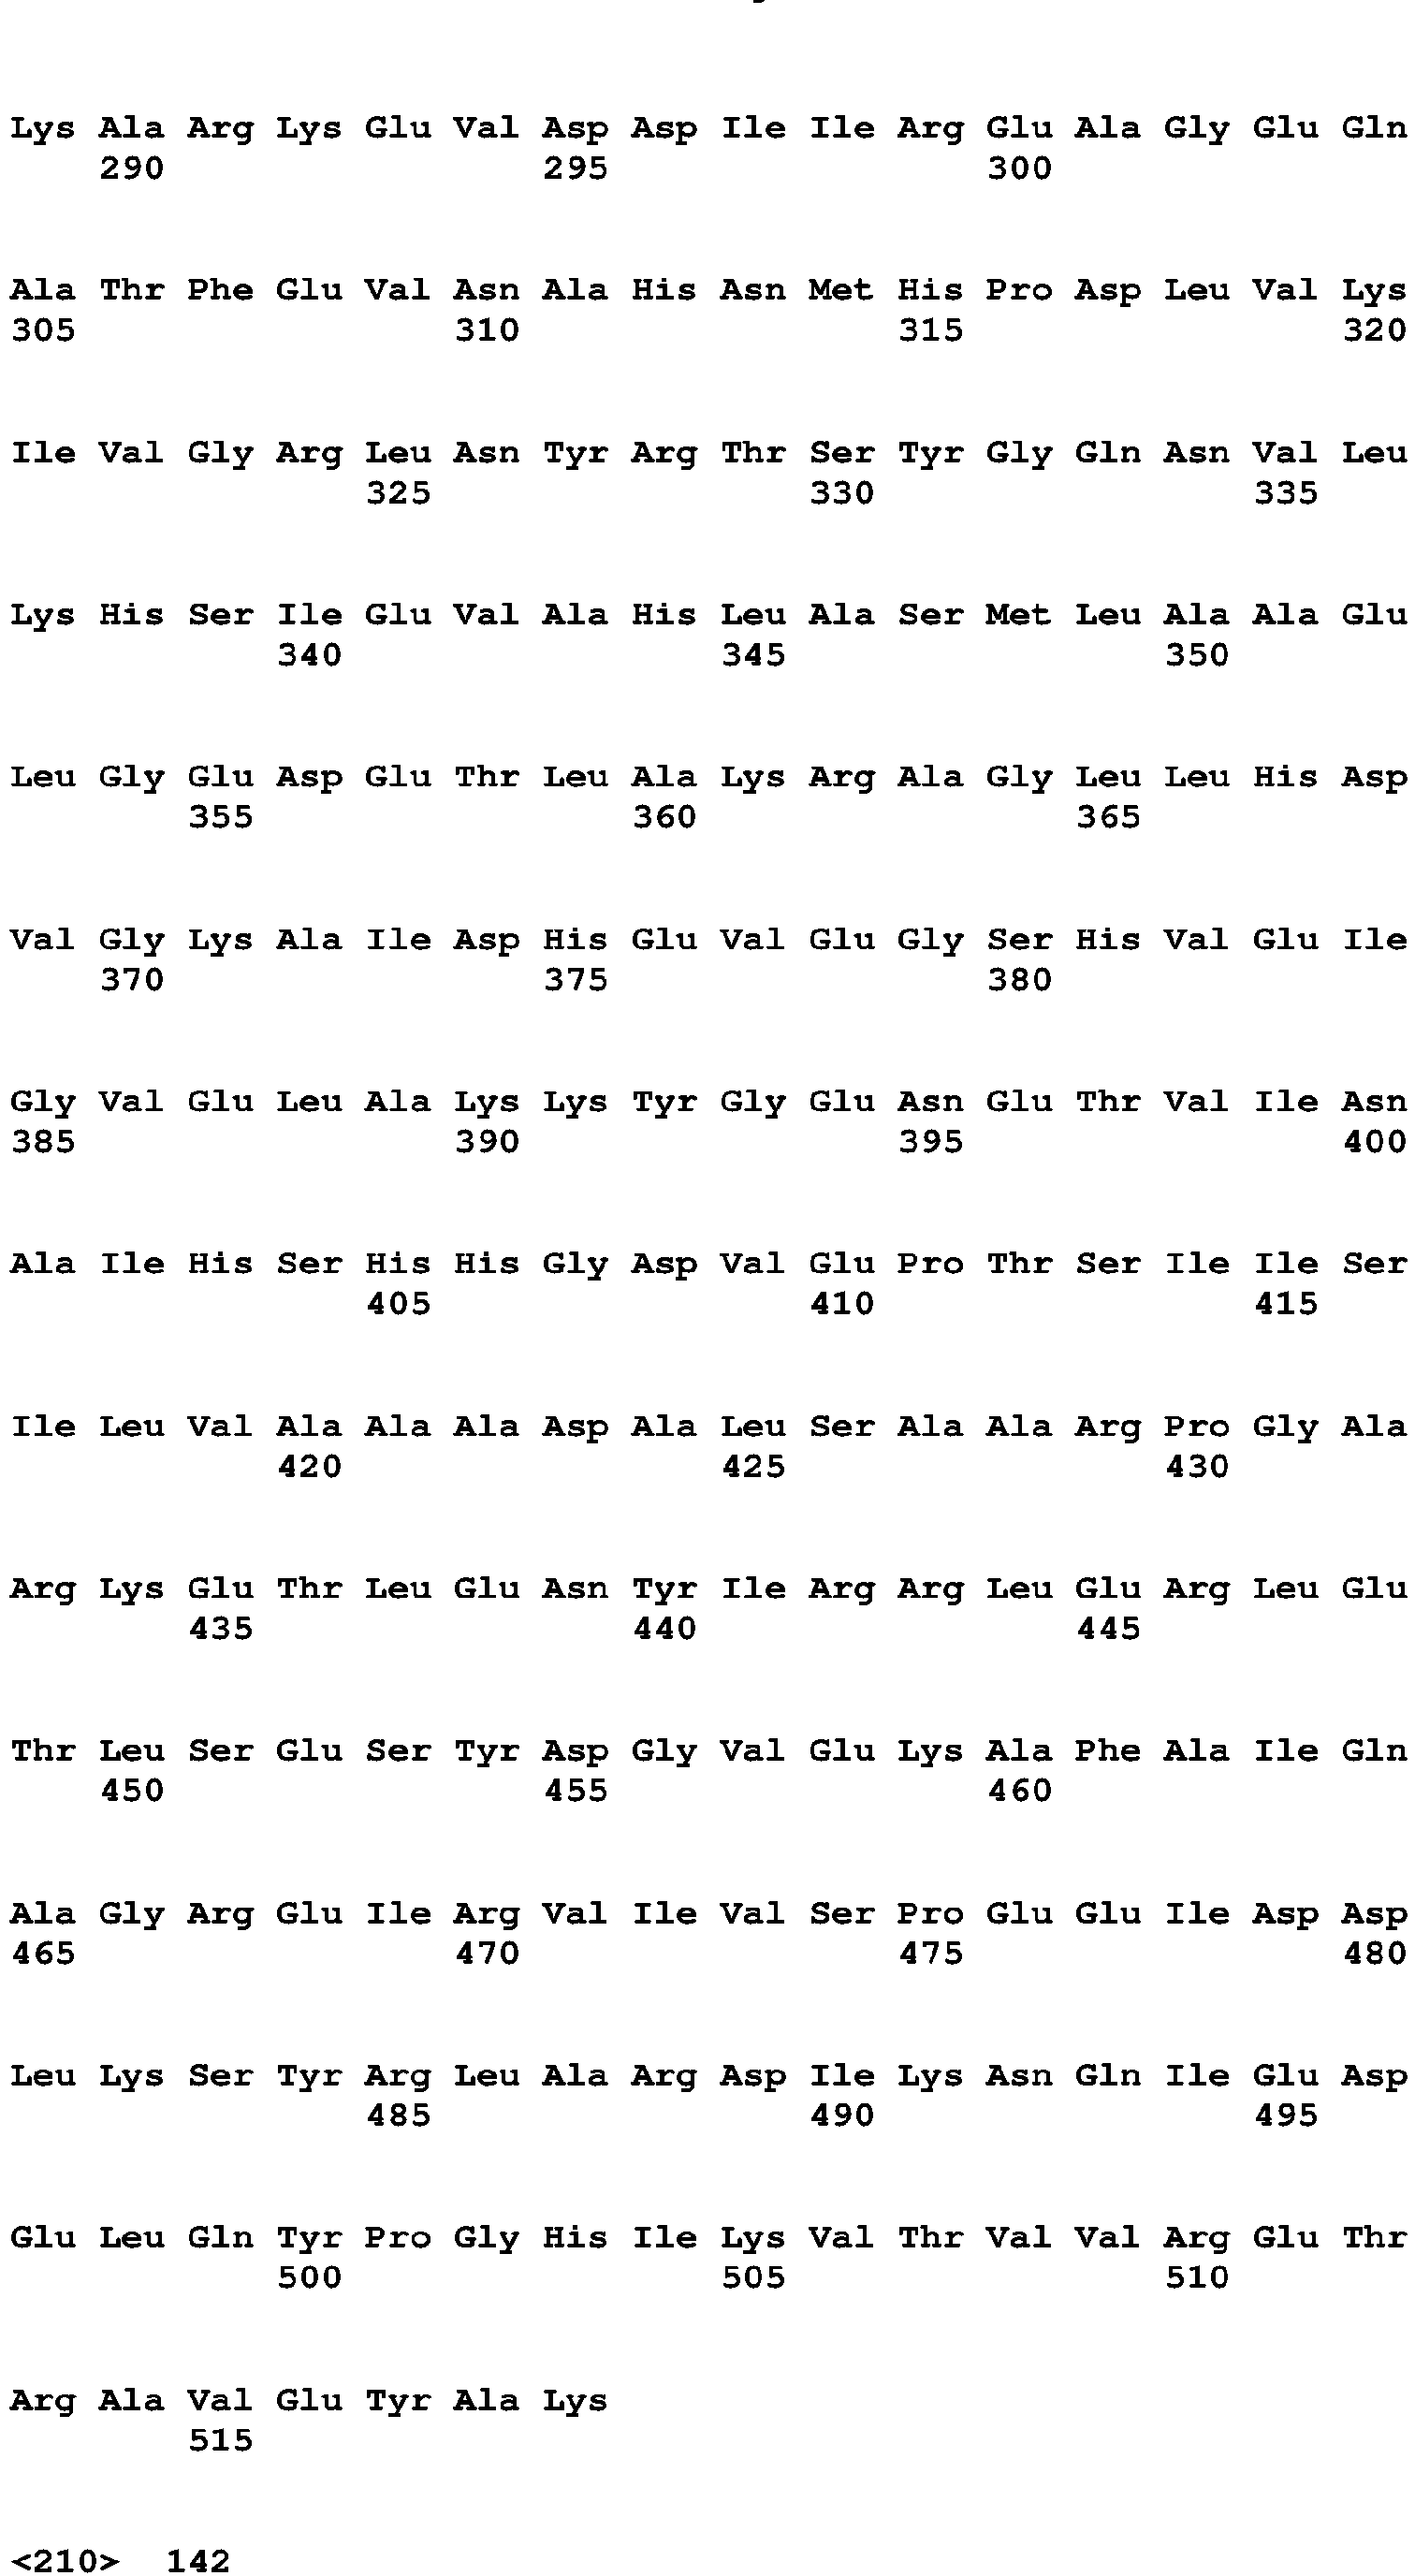 Lys Ala Arg Lys Glu Val Asp Asp Ile Ile Arg Glu Ala Gly Glu Gln
290 295 300
Ala Thr Phe Glu Val Asn Ala His Asn Met His Pro Asp Leu Val Lys
305 310 315 320
Ile Val Gly Arg Leu Asn Tyr Arg Thr Ser Tyr Gly Gln Asn Val Leu
325 330 335
Lys His Ser Ile Glu Val Ala His Leu Ala Ser Met Leu Ala Ala Glu
340 345 350
Leu Gly Glu Asp Glu Thr Leu Ala Lys Arg Ala Gly Leu Leu His Asp
355 360 365
Val Gly Lys Ala Ile Asp His Glu Val Glu Gly Ser His Val Glu Ile
370 375 380
Gly Val Glu Leu Ala Lys Lys Tyr Gly Glu Asn Glu Thr Val Ile Asn
385 390 395 400
Ala Ile His Ser His His Gly Asp Val Glu Pro Thr Ser Ile Ile Ser
405 410 415
Ile Leu Val Ala Ala Ala Asp Ala Leu Ser Ala Ala Arg Pro Gly Ala
420 425 430
Arg Lys Glu Thr Leu Glu Asn Tyr Ile Arg Arg Leu Glu Arg Leu Glu
435 440 445
Thr Leu Ser Glu Ser Tyr Asp Gly Val Glu Lys Ala Phe Ala Ile Gln
450 455 460
Ala Gly Arg Glu Ile Arg Val Ile Val Ser Pro Glu Glu Ile Asp Asp
465 470 475 480
Leu Lys Ser Tyr Arg Leu Ala Arg Asp Ile Lys Asn Gln Ile Glu Asp
485 490 495
Glu Leu Gln Tyr Pro Gly His Ile Lys Val Thr Val Val Arg Glu Thr
500 505 510
Arg Ala Val Glu Tyr Ala Lys
515
<210> 142